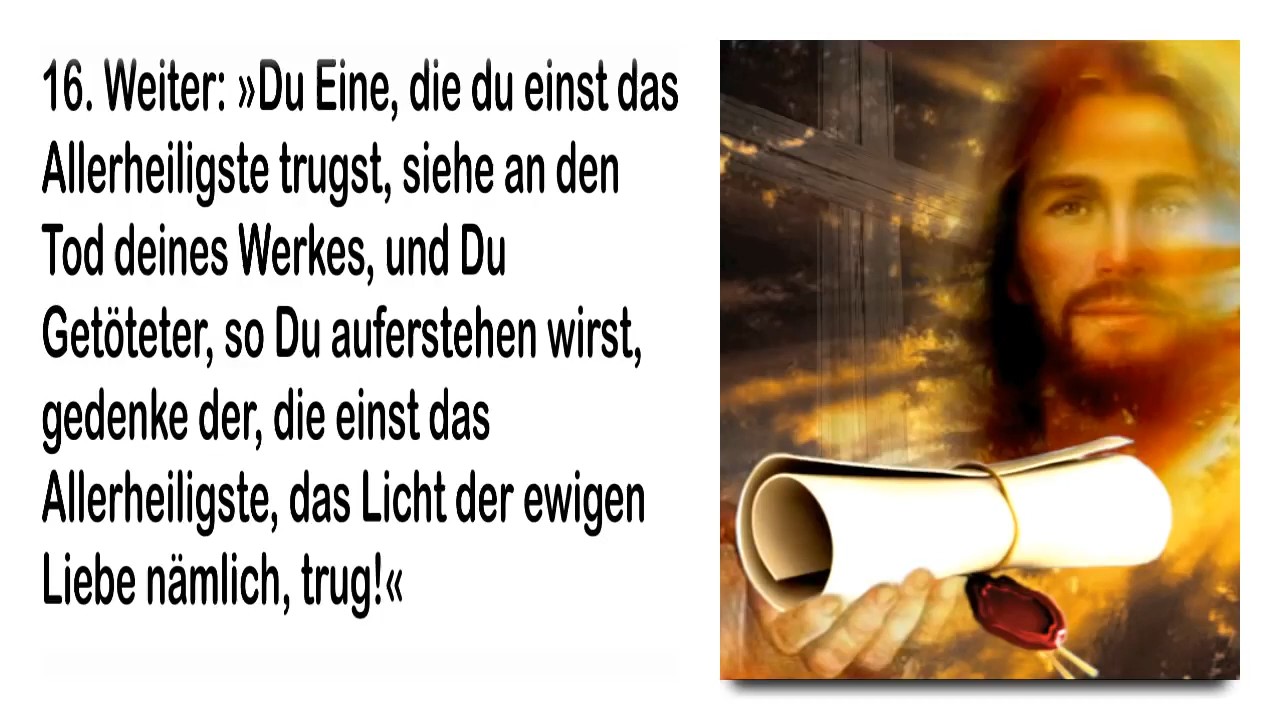 16. Weiter: »Du Eine, die du einst das
Allerheiligste trugst, siehe an den
Tod deines Werkes, und Du
Getöteter, so Du auferstehen wirst,
gedenke der, die einst das
Allerheiligste, das Licht der ewigen
Liebe nämlich, trug!«